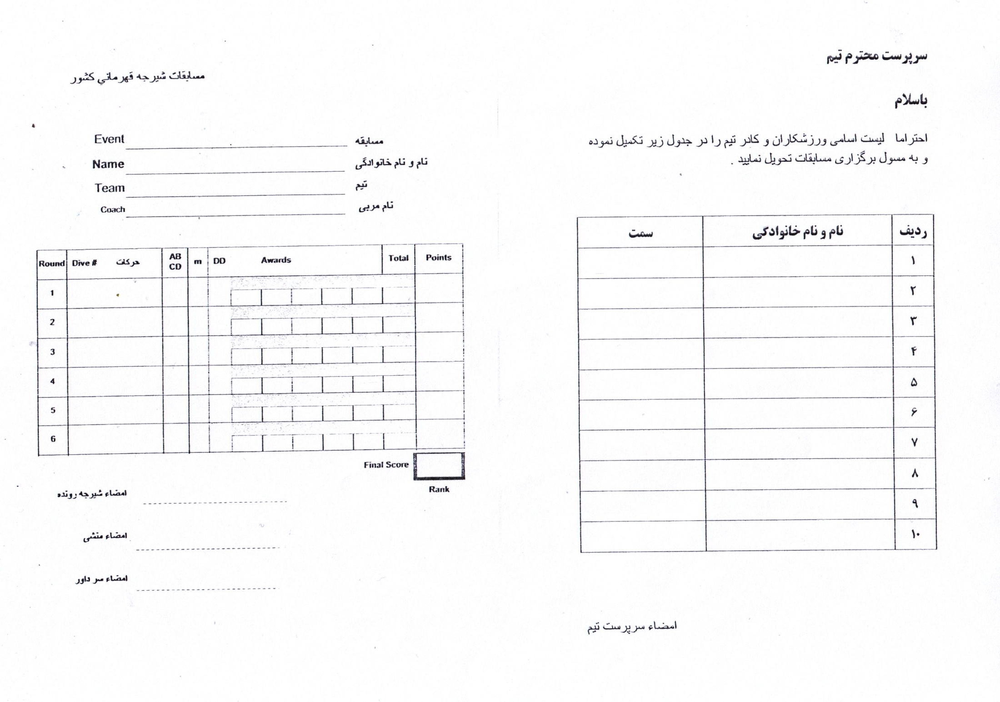 مسابقات شیرجه قهرماني کشور
Event مسابقه
Name نام و نام خانوادگی
Team تیم
Coach نام مربی
Round Dive # حرکات AB CD m DD Awards Total Points
1
2
3
4
5
6
Final Score
Rank
امضاء شیرجه رونده
امضاء منشی
امضاء سر داور
سرپرست محترم تیم
باسلام
احتراما لیست اسامی ورزشکاران و کادر تیم را در جدول زیر تکمیل نموده
و به مسول برگزاری مسابقات تحویل نمایید .
ردیف نام و نام خانوادگی سمت
۱
۲
۳
۴
۵
۶
۷
۸
۹
۱۰
امضاء سرپرست تیم